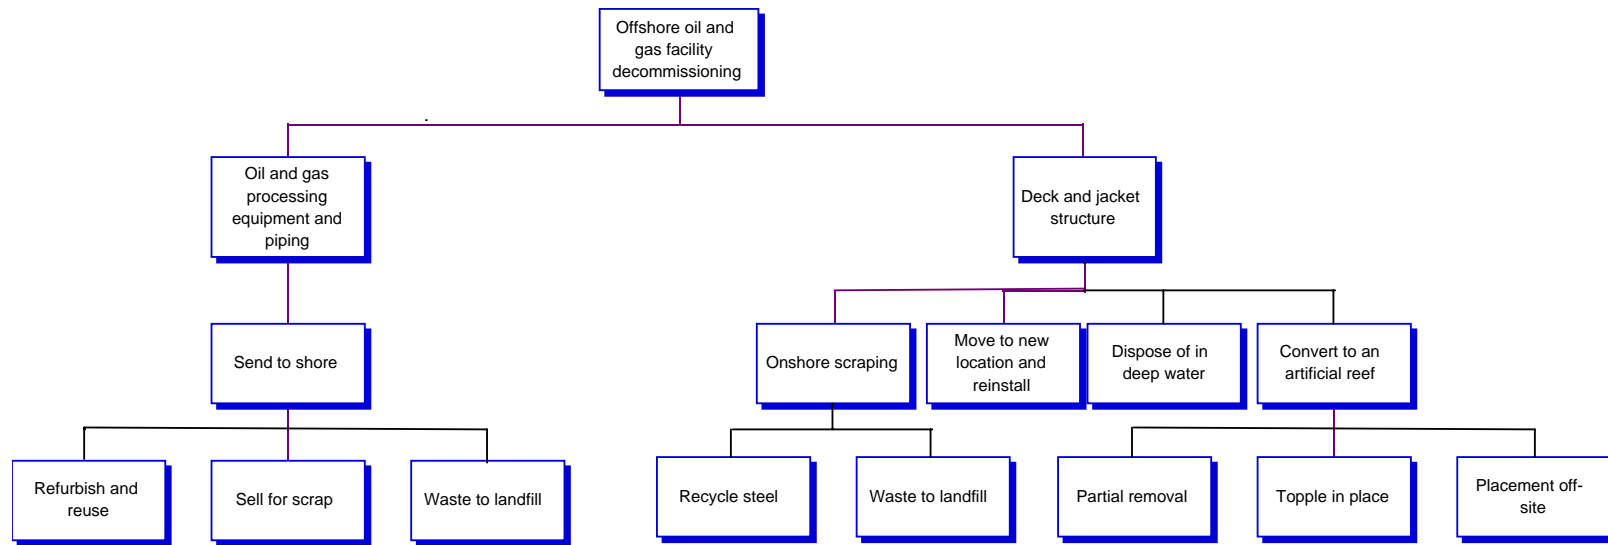 Offshore oil and
gas facility
decommissioning
Oil and gas
processing
equipment and
piping
Deck and jacket
structure
Send to shore
Onshore scraping
Move to new
location and
reinstall
Dispose of in
deep water
Convert to an
artificial reef
Refurbish and
reuse
Sell for scrap
Waste to landfill
Recycle steel
Waste to landfill
Partial removal
Topple in place
Placement off-
site